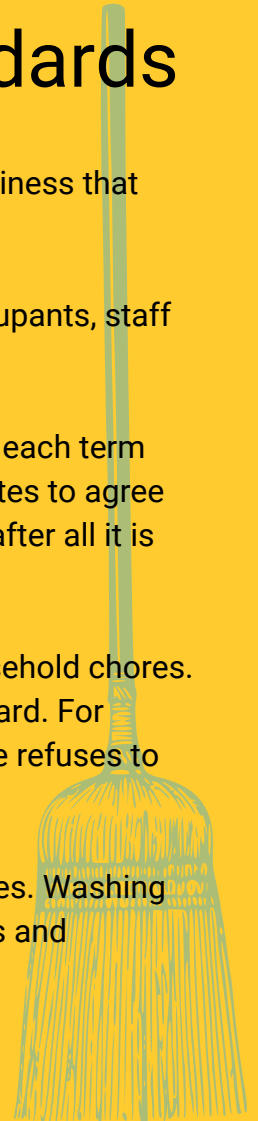 dards
iness that
upants, staff
each term
tes to agree
after all it is
sehold chores.
ard. For
e refuses to
es. Washing
s and